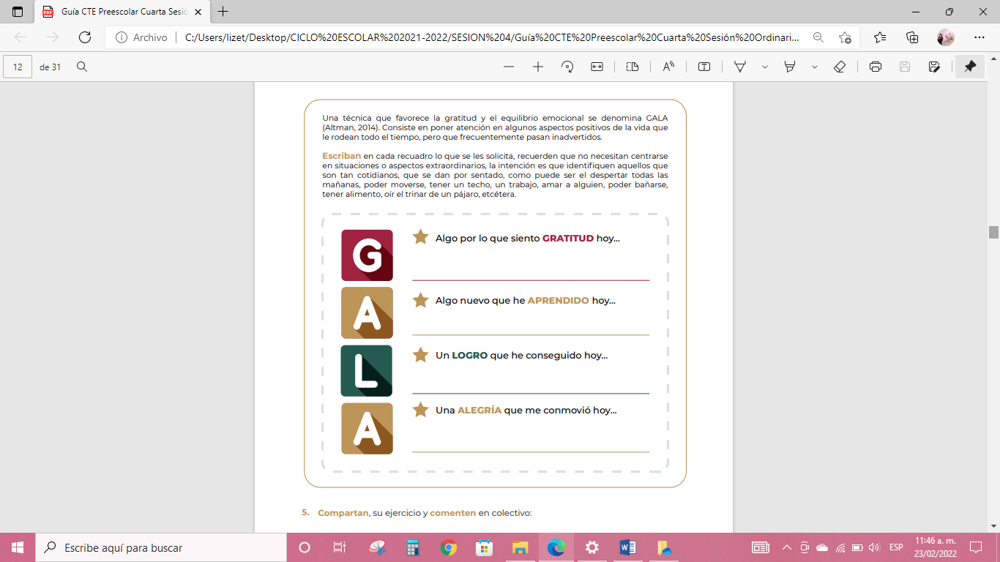 Guía CTE Preescolar Cuarta Sesió
Archivo
C:/Users/lizet/Desktop/CICLO%20ESCOLAR%202021-2022/SESION%204/Guía%20CTE%20Preescolar%20Cuarta%20Sesión%20Ordinari...
12 de 31
Una técnica que favorece la gratitud y el equilibrio emocional se denomina GALA
(Altman, 2014). Consiste en poner atención en algunos aspectos positivos de la vida que
le rodean todo el tiempo, pero que frecuentemente pasan inadvertidos.
Escriban en cada recuadro lo que se les solicita, recuerden que no necesitan centrarse
en situaciones o aspectos extraordinarios, la intención es que identifiquen aquellos que
son tan cotidianos, que se dan por sentado, como puede ser el despertar todas las
mañanas, poder moverse, tener un techo, un trabajo, amar a alguien, poder bañarse,
tener alimento, oír el trinar de un pájaro, etcétera.
G
Algo por lo que siento GRATITUD hoy...
A
Algo nuevo que he APRENDIDO hoy...
L
Un LOGRO que he conseguido hoy...
A
Una ALEGRÍA que me conmovió hoy...
5. Compartan, su ejercicio y comenten en colectivo:
Escribe aquí para buscar
ESP
11:46 a. m.
23/02/2022